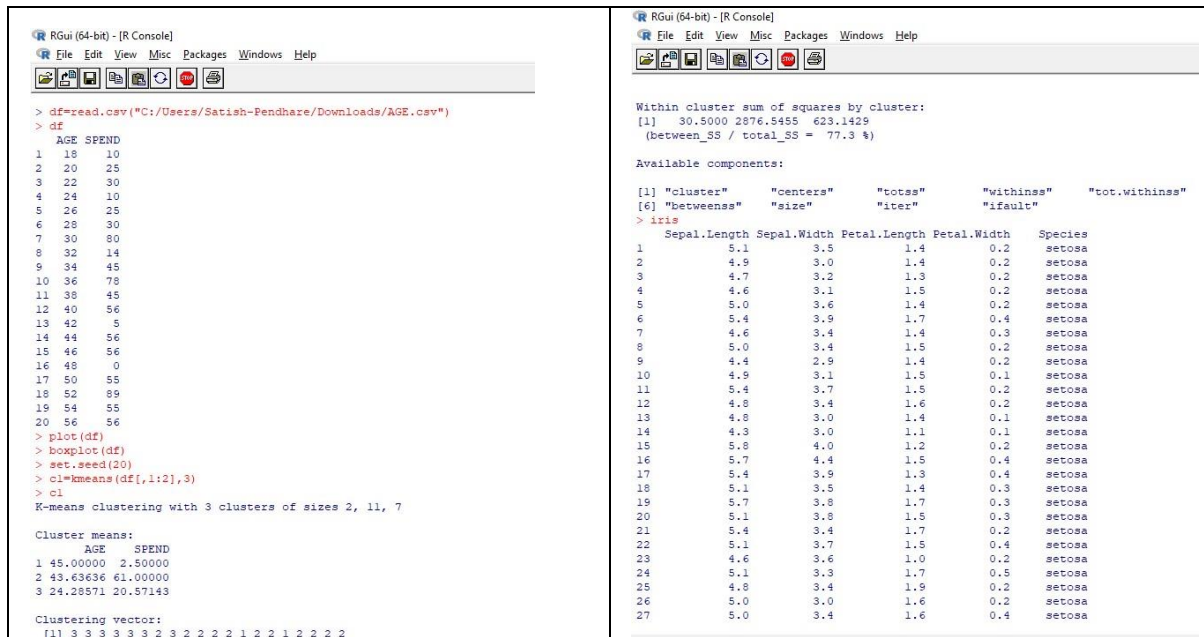 RGui (64-bit) - [R Console]
File Edit View Misc Packages Windows Help
STOP
> df=read.csv("C:/Users/Satish-Pendhare/Downloads/AGE.csv")
> df
   AGE SPEND
1   18    10
2   20    25
3   22    30
4   24    10
5   26    25
6   28    30
7   30    80
8   32    14
9   34    45
10  36    78
11  38    45
12  40    56
13  42     5
14  44    56
15  46    56
16  48     0
17  50    55
18  52    89
19  54    55
20  56    56
> plot(df)
> boxplot(df)
> set.seed(20)
> cl=kmeans(df[,1:2],3)
> cl
K-means clustering with 3 clusters of sizes 2, 11, 7
Cluster means:
       AGE    SPEND
1 45.00000  2.50000
2 43.63636 61.00000
3 24.28571 20.57143
Clustering vector:
 [1] 3 3 3 3 3 3 2 3 2 2 2 2 1 2 2 1 2 2 2 2
RGui (64-bit) - [R Console]
File Edit View Misc Packages Windows Help
STOP
Within cluster sum of squares by cluster:
[1]   30.5000 2876.5455  623.1429
 (between_SS / total_SS =  77.3 %)
Available components:
[1] "cluster"      "centers"      "totss"        "withinss"     "tot.withinss"
[6] "betweenss"    "size"         "iter"         "ifault"
> iris
    Sepal.Length Sepal.Width Petal.Length Petal.Width    Species
1            5.1         3.5          1.4         0.2     setosa
2            4.9         3.0          1.4         0.2     setosa
3            4.7         3.2          1.3         0.2     setosa
4            4.6         3.1          1.5         0.2     setosa
5            5.0         3.6          1.4         0.2     setosa
6            5.4         3.9          1.7         0.4     setosa
7            4.6         3.4          1.4         0.3     setosa
8            5.0         3.4          1.5         0.2     setosa
9            4.4         2.9          1.4         0.2     setosa
10           4.9         3.1          1.5         0.1     setosa
11           5.4         3.7          1.5         0.2     setosa
12           4.8         3.4          1.6         0.2     setosa
13           4.8         3.0          1.4         0.1     setosa
14           4.3         3.0          1.1         0.1     setosa
15           5.8         4.0          1.2         0.2     setosa
16           5.7         4.4          1.5         0.4     setosa
17           5.4         3.9          1.3         0.4     setosa
18           5.1         3.5          1.4         0.3     setosa
19           5.7         3.8          1.7         0.3     setosa
20           5.1         3.8          1.5         0.3     setosa
21           5.4         3.4          1.7         0.2     setosa
22           5.1         3.7          1.5         0.4     setosa
23           4.6         3.6          1.0         0.2     setosa
24           5.1         3.3          1.7         0.5     setosa
25           4.8         3.4          1.9         0.2     setosa
26           5.0         3.0          1.6         0.2     setosa
27           5.0         3.4          1.6         0.4     setosa